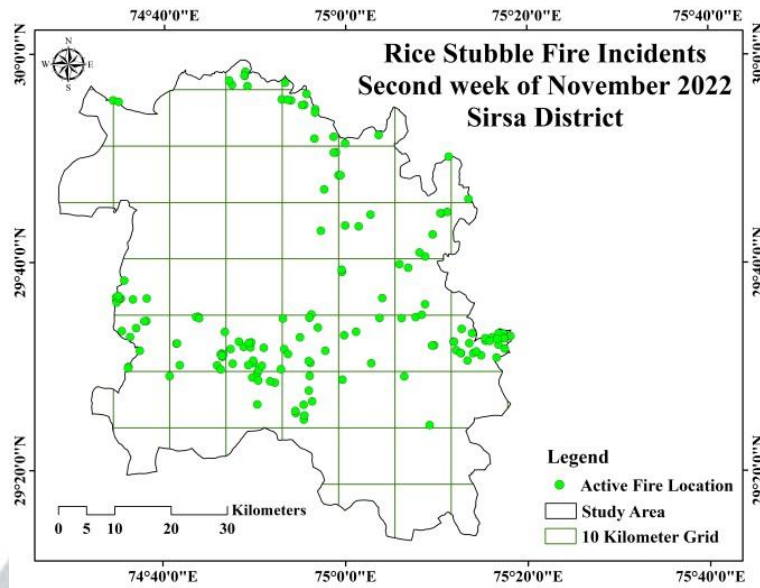 74°40'0"E 75°0'0"E 75°20'0"E 75°40'0"E
Rice Stubble Fire Incidents
Second week of November 2022
Sirsa District
N
W E
S
30°0'0"N 30°0'0"N
29°40'0"N 29°40'0"N
29°20'0"N 29°20'0"N
Legend
Active Fire Location
Study Area
10 Kilometer Grid
Kilometers
0 5 10 20 30
74°40'0"E 75°0'0"E 75°20'0"E 75°40'0"E